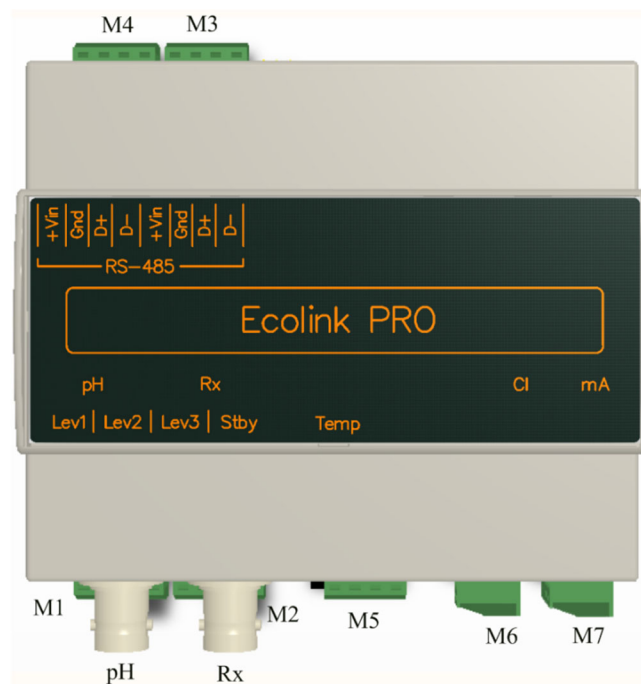 M4 M3
+Vin Gnd D+ D- +Vin Gnd D+ D-
RS-485
Ecolink PRO
pH Rx Cl mA
Lev1 Lev2 Lev3 Stby Temp
M1 M2 M5 M6 M7
pH Rx